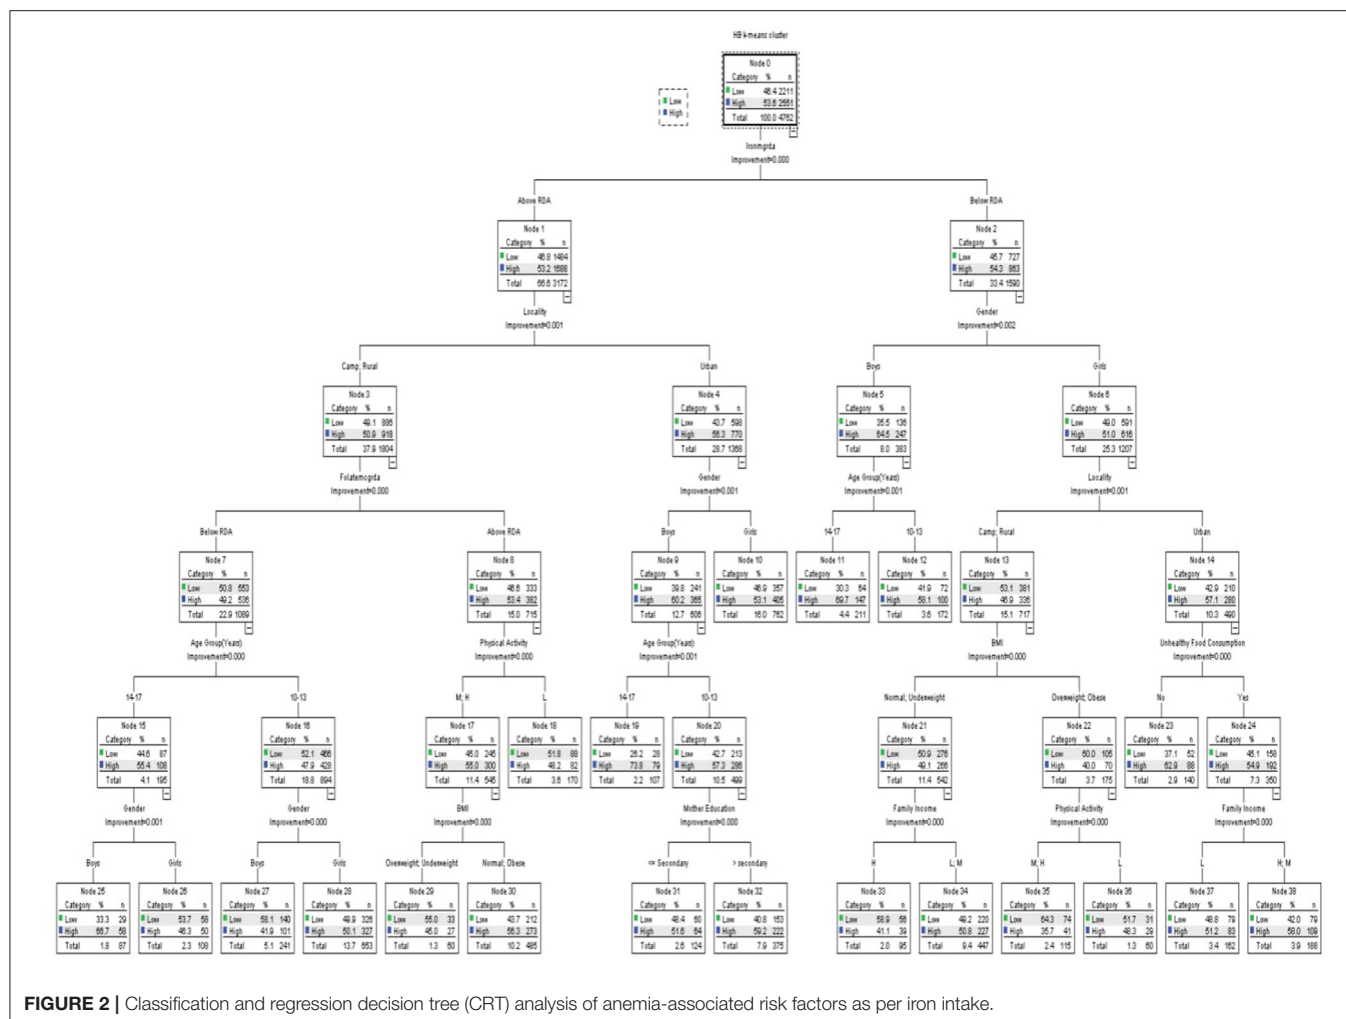 HB k-means cluster
Node 0
Category % n
Low 46.4 2211
High 53.6 2551
Total 100.0 4762
Low
High
Ironmgrda
Improvement=0.000
Above RDA
Below RDA
Node 1
Category % n
Low 46.8 1484
High 53.2 1688
Total 66.6 3172
Node 2
Category % n
Low 45.7 727
High 54.3 863
Total 33.4 1590
Locality
Improvement=0.001
Gender
Improvement=0.002
Camp; Rural
Urban
Boys
Girls
Node 3
Category % n
Low 49.1 886
High 50.9 918
Total 37.9 1804
Node 4
Category % n
Low 43.7 598
High 56.3 770
Total 28.7 1368
Node 5
Category % n
Low 35.5 136
High 64.5 247
Total 8.0 383
Node 6
Category % n
Low 49.0 591
High 51.0 616
Total 25.3 1207
Folatemcgrda
Improvement=0.000
Gender
Improvement=0.001
Age Group(Years)
Improvement=0.001
Locality
Improvement=0.001
Below RDA
Above RDA
Boys
Girls
14-17
10-13
Camp; Rural
Urban
Node 7
Category % n
Low 50.8 553
High 49.2 536
Total 22.9 1089
Node 8
Category % n
Low 46.6 333
High 53.4 382
Total 15.0 715
Node 9
Category % n
Low 39.8 241
High 60.2 365
Total 12.7 606
Node 10
Category % n
Low 46.9 357
High 53.1 405
Total 16.0 762
Node 11
Category % n
Low 30.3 64
High 69.7 147
Total 4.4 211
Node 12
Category % n
Low 41.9 72
High 58.1 100
Total 3.6 172
Node 13
Category % n
Low 53.1 381
High 46.9 336
Total 15.1 717
Node 14
Category % n
Low 42.9 210
High 57.1 280
Total 10.3 490
Age Group(Years)
Improvement=0.000
Physical Activity
Improvement=0.000
Age Group(Years)
Improvement=0.001
BMI
Improvement=0.000
Unhealthy Food Consumption
Improvement=0.000
14-17
10-13
M; H
L
14-17
10-13
Normal; Underweight
Overweight; Obese
No
Yes
Node 15
Category % n
Low 44.6 87
High 55.4 108
Total 4.1 195
Node 16
Category % n
Low 52.1 466
High 47.9 428
Total 18.8 894
Node 17
Category % n
Low 45.0 245
High 55.0 300
Total 11.4 545
Node 18
Category % n
Low 51.8 88
High 48.2 82
Total 3.6 170
Node 19
Category % n
Low 26.2 28
High 73.8 79
Total 2.2 107
Node 20
Category % n
Low 42.7 213
High 57.3 286
Total 10.5 499
Node 21
Category % n
Low 50.9 276
High 49.1 266
Total 11.4 542
Node 22
Category % n
Low 60.0 105
High 40.0 70
Total 3.7 175
Node 23
Category % n
Low 37.1 52
High 62.9 88
Total 2.9 140
Node 24
Category % n
Low 45.1 158
High 54.9 192
Total 7.3 350
Gender
Improvement=0.001
Gender
Improvement=0.000
BMI
Improvement=0.000
Mother Education
Improvement=0.000
Family Income
Improvement=0.000
Physical Activity
Improvement=0.000
Family Income
Improvement=0.000
Boys
Girls
Boys
Girls
Overweight; Underweight
Normal; Obese
<= Secondary
> secondary
H
L; M
M; H
L
L
H; M
Node 25
Category % n
Low 33.3 29
High 66.7 58
Total 1.8 87
Node 26
Category % n
Low 53.7 58
High 46.3 50
Total 2.3 108
Node 27
Category % n
Low 58.1 140
High 41.9 101
Total 5.1 241
Node 28
Category % n
Low 49.9 326
High 50.1 327
Total 13.7 653
Node 29
Category % n
Low 55.0 33
High 45.0 27
Total 1.3 60
Node 30
Category % n
Low 43.7 212
High 56.3 273
Total 10.2 485
Node 31
Category % n
Low 48.4 60
High 51.6 64
Total 2.6 124
Node 32
Category % n
Low 40.8 153
High 59.2 222
Total 7.9 375
Node 33
Category % n
Low 58.9 56
High 41.1 39
Total 2.0 95
Node 34
Category % n
Low 49.2 220
High 50.8 227
Total 9.4 447
Node 35
Category % n
Low 64.3 74
High 35.7 41
Total 2.4 115
Node 36
Category % n
Low 51.7 31
High 48.3 29
Total 1.3 60
Node 37
Category % n
Low 48.8 79
High 51.2 83
Total 3.4 162
Node 38
Category % n
Low 42.0 79
High 58.0 109
Total 3.9 188
FIGURE 2 | Classification and regression decision tree (CRT) analysis of anemia-associated risk factors as per iron intake.